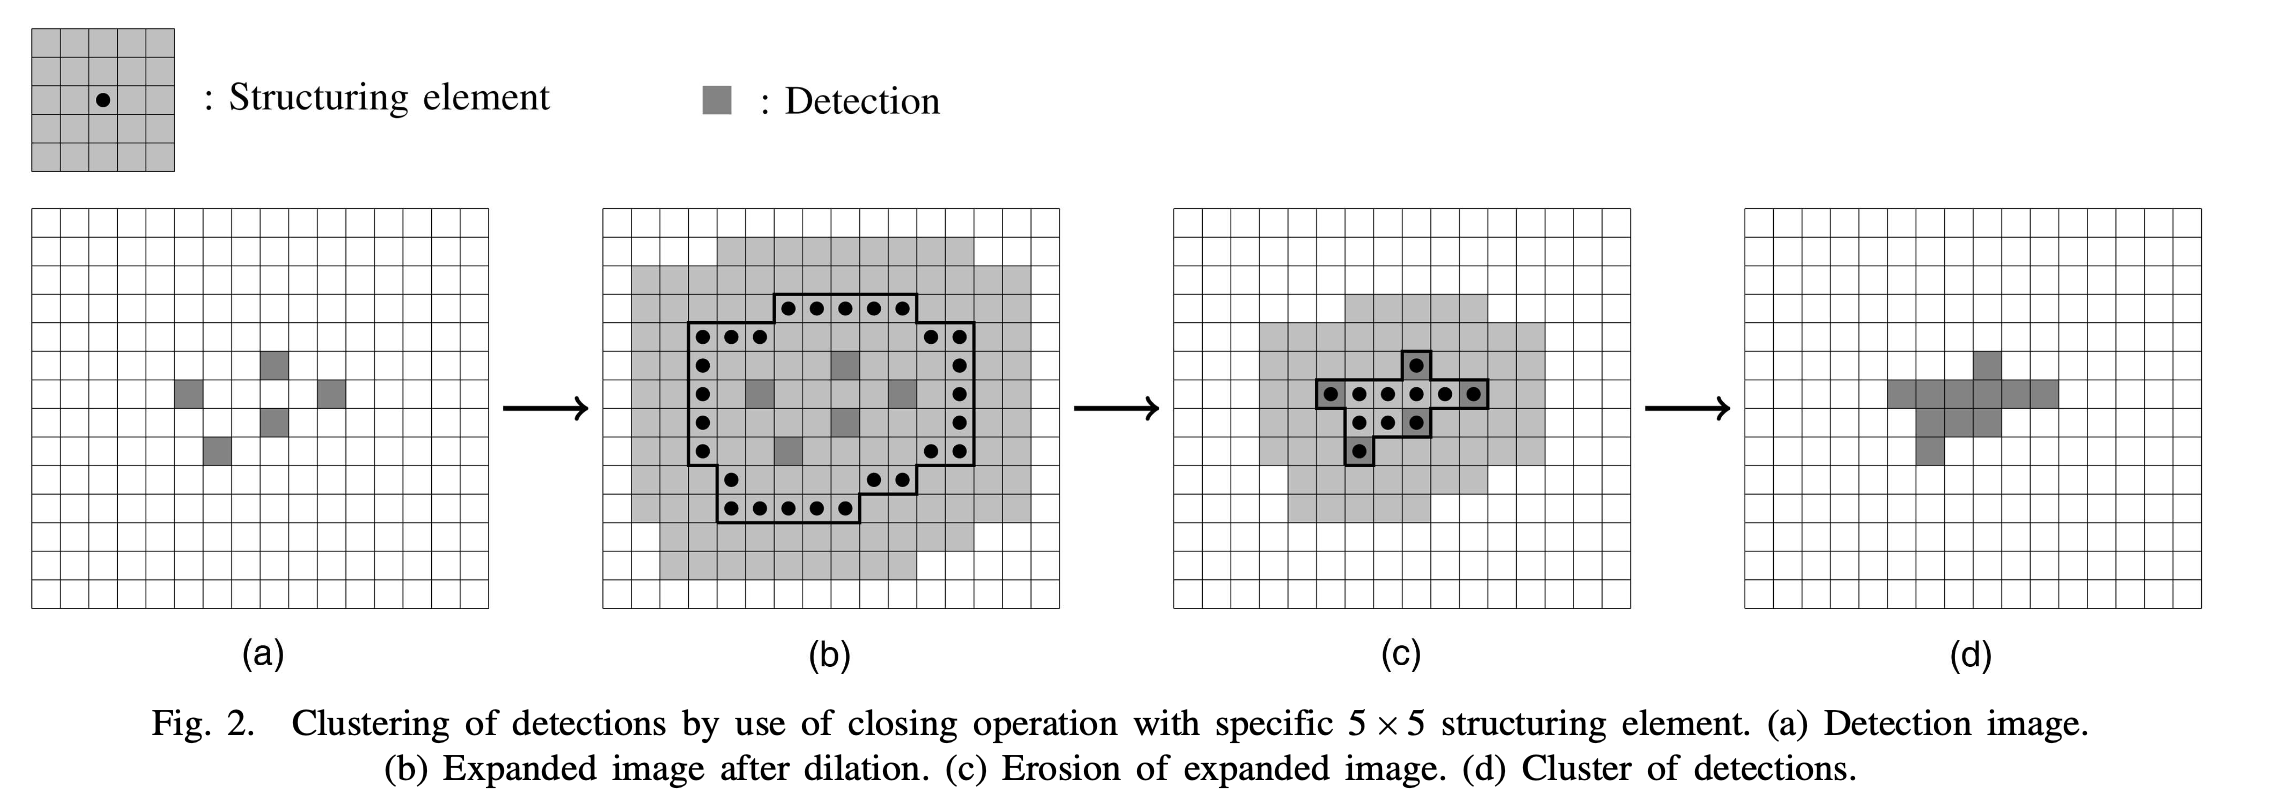 : Structuring element
: Detection
(a)
(b)
(c)
(d)
Fig. 2. Clustering of detections by use of closing operation with specific 5 × 5 structuring element. (a) Detection image.
(b) Expanded image after dilation. (c) Erosion of expanded image. (d) Cluster of detections.